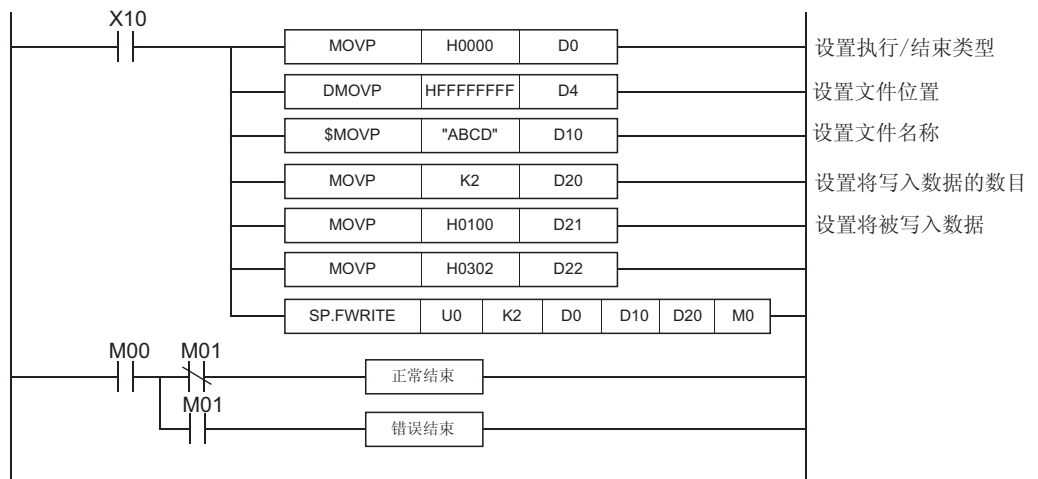 X10
MOVP H0000 D0 设置执行/结束类型
DMOVP HFFFFFFFF D4 设置文件位置
$MOVP "ABCD" D10 设置文件名称
MOVP K2 D20 设置将写入数据的数目
MOVP H0100 D21 设置将被写入数据
MOVP H0302 D22
SP.FWRITE U0 K2 D0 D10 D20 M0
M00 M01
正常结束
M01
错误结束